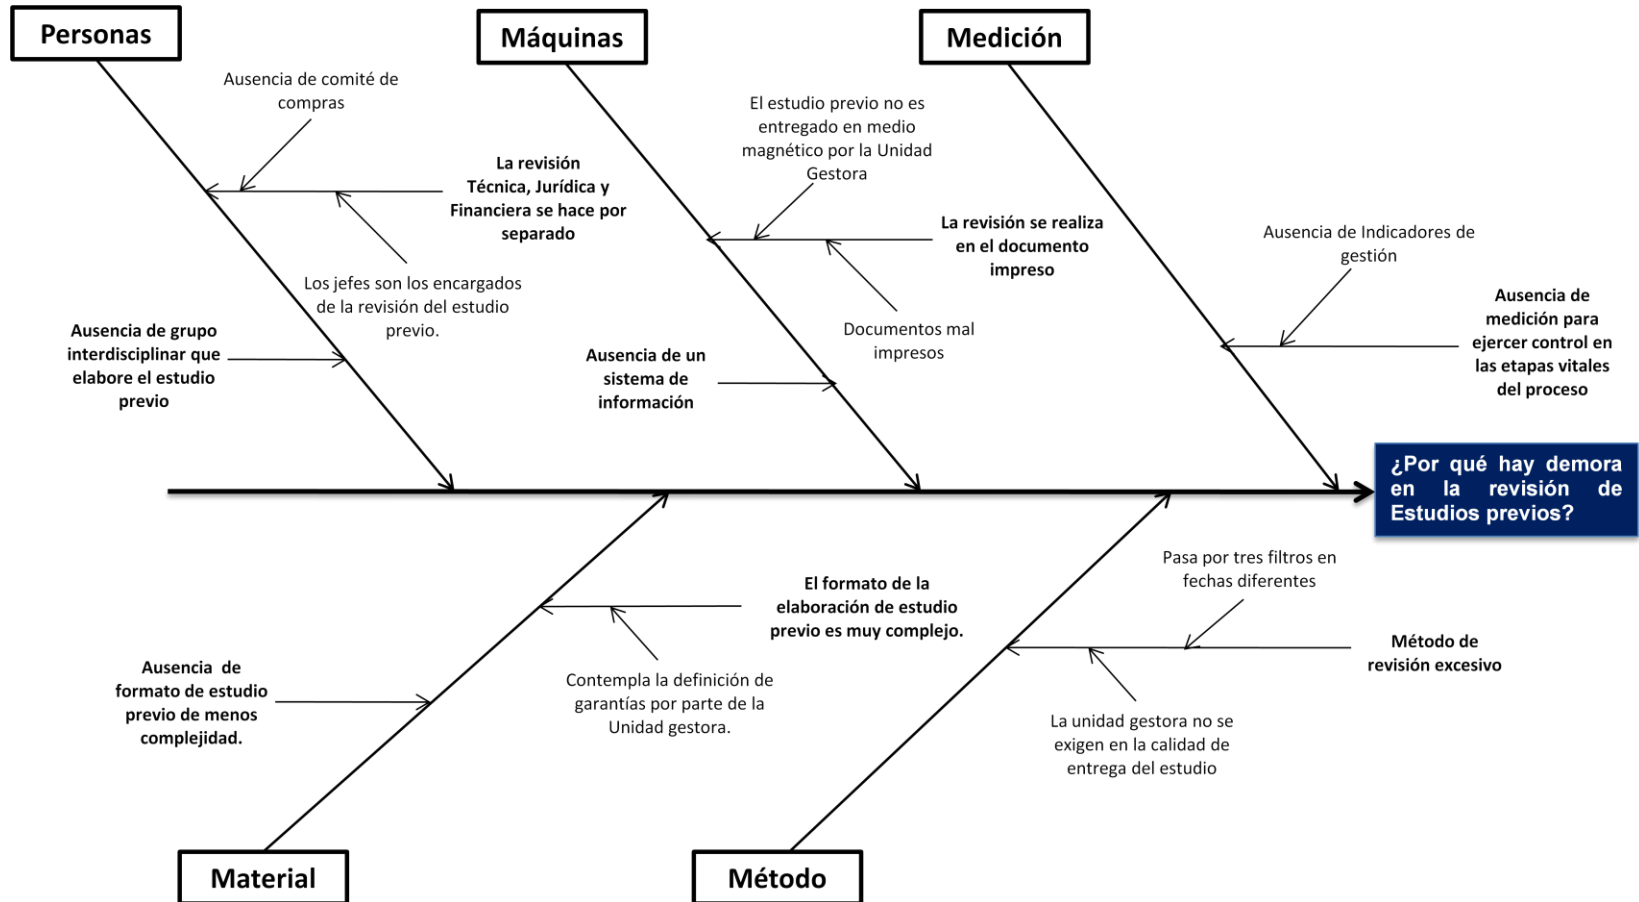 Personas
Máquinas
Medición
Ausencia de comité de
compras
La revisión
Técnica, Jurídica y
Financiera se hace por
separado
Los jefes son los encargados
de la revisión del estudio
previo.
Ausencia de grupo
interdisciplinar que
elabore el estudio
previo
El estudio previo no es
entregado en medio
magnético por la Unidad
Gestora
La revisión se realiza
en el documento
impreso
Documentos mal
impresos
Ausencia de un
sistema de
información
Ausencia de Indicadores de
gestión
Ausencia de
medición para
ejercer control en
las etapas vitales
del proceso
¿Por qué hay demora
en la revisión de
Estudios previos?
El formato de la
elaboración de estudio
previo es muy complejo.
Contempla la definición de
garantías por parte de la
Unidad gestora.
Ausencia de
formato de estudio
previo de menos
complejidad.
Pasa por tres filtros en
fechas diferentes
Método de
revisión excesivo
La unidad gestora no se
exigen en la calidad de
entrega del estudio
Material
Método